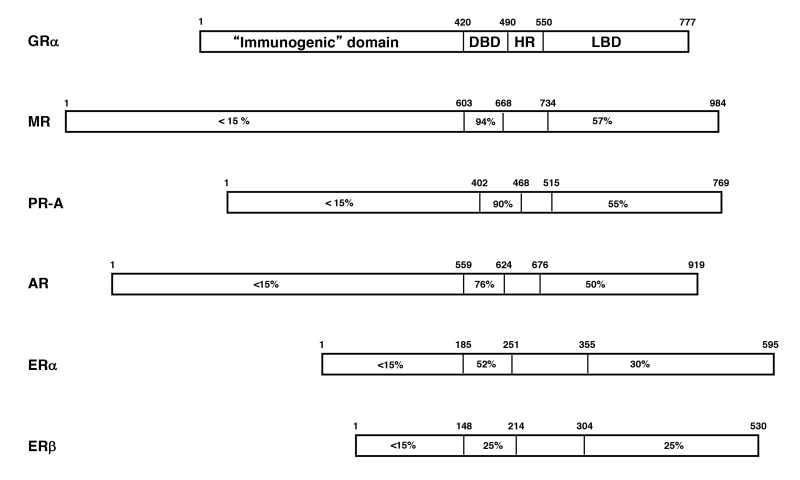 1 420 490 550 777
GRα “Immunogenic” domain DBD HR LBD
1 603 668 734 984
MR < 15 % 94% 57%
1 402 468 515 769
PR-A < 15% 90% 55%
1 559 624 676 919
AR <15% 76% 50%
1 185 251 355 595
ERα <15% 52% 30%
1 148 214 304 530
ERβ <15% 25% 25%